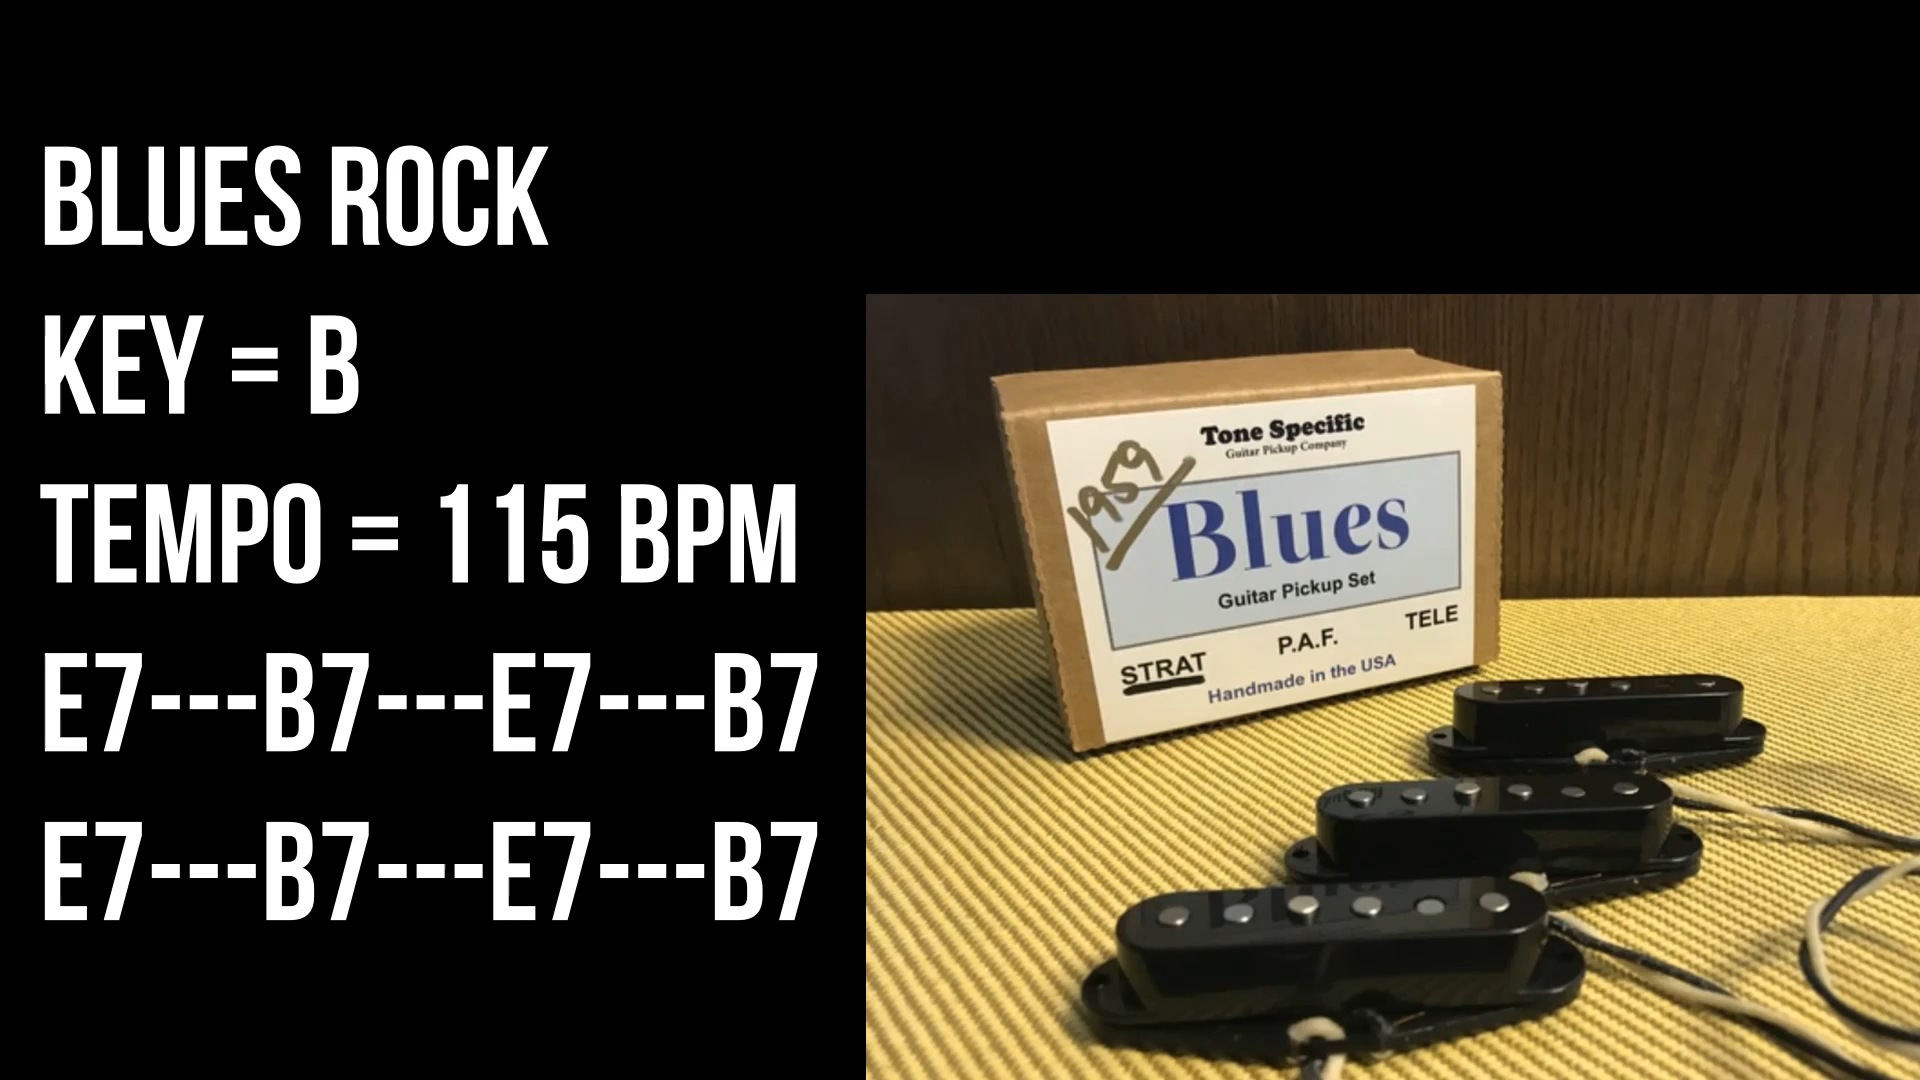 BLUES ROCK
KEY = B
TEMPO = 115 BPM
E7---B7---E7---B7
E7---B7---E7---B7
Tone Specific
Guitar Pickup Company
1959
Blues
Guitar Pickup Set
STRAT P.A.F. TELE
Handmade in the USA